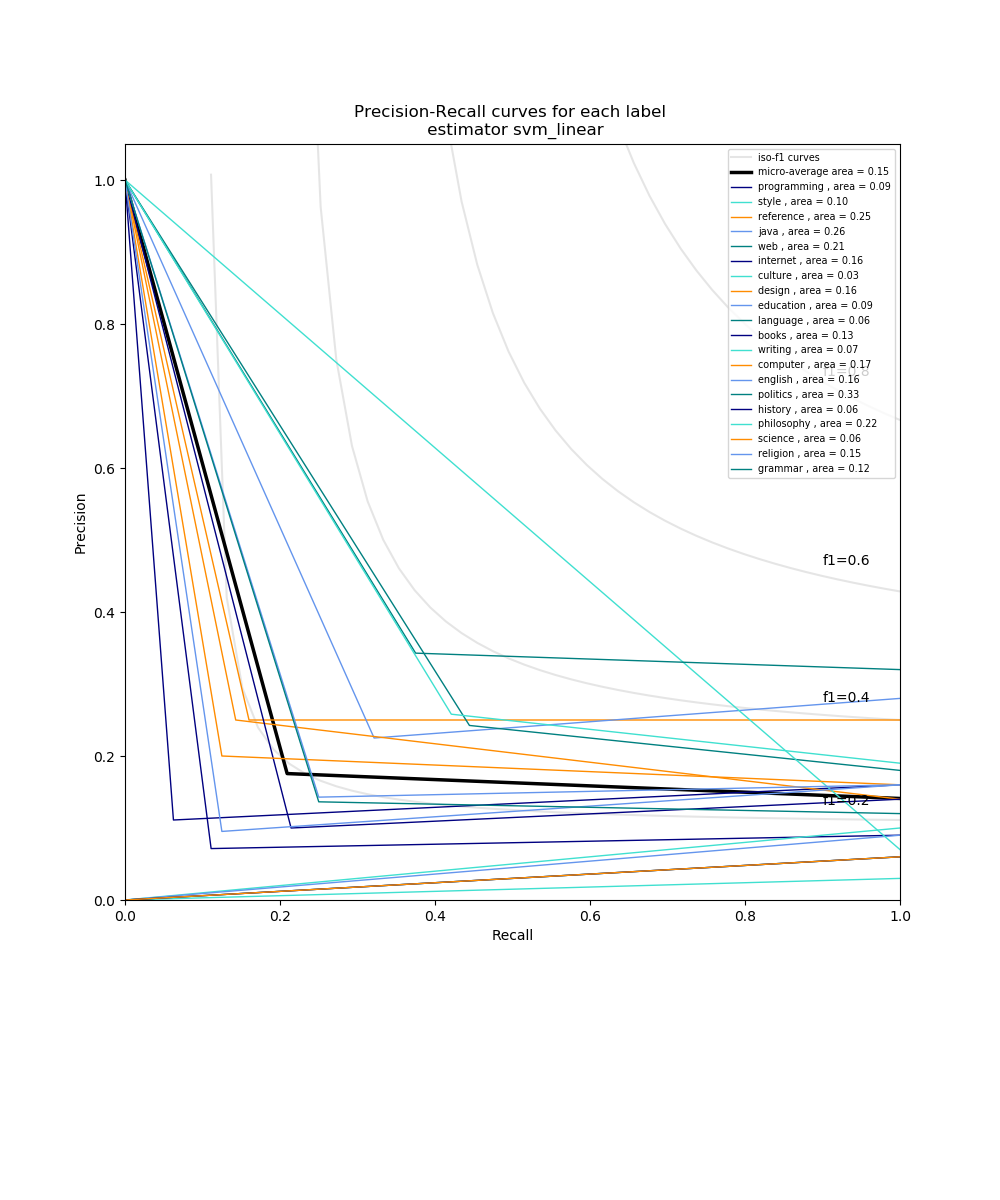 Precision-Recall curves for each label
estimator svm_linear
iso-f1 curves
micro-average area = 0.15
programming , area = 0.09
style , area = 0.10
reference , area = 0.25
java , area = 0.26
web , area = 0.21
internet , area = 0.16
culture , area = 0.03
design , area = 0.16
education , area = 0.09
language , area = 0.06
books , area = 0.13
writing , area = 0.07
computer , area = 0.17
english , area = 0.16
politics , area = 0.33
history , area = 0.06
philosophy , area = 0.22
science , area = 0.06
religion , area = 0.15
grammar , area = 0.12
f1=0.8
f1=0.6
f1=0.4
f1=0.2
1.0
0.8
0.6
0.4
0.2
0.0
Precision
0.0 0.2 0.4 0.6 0.8 1.0
Recall